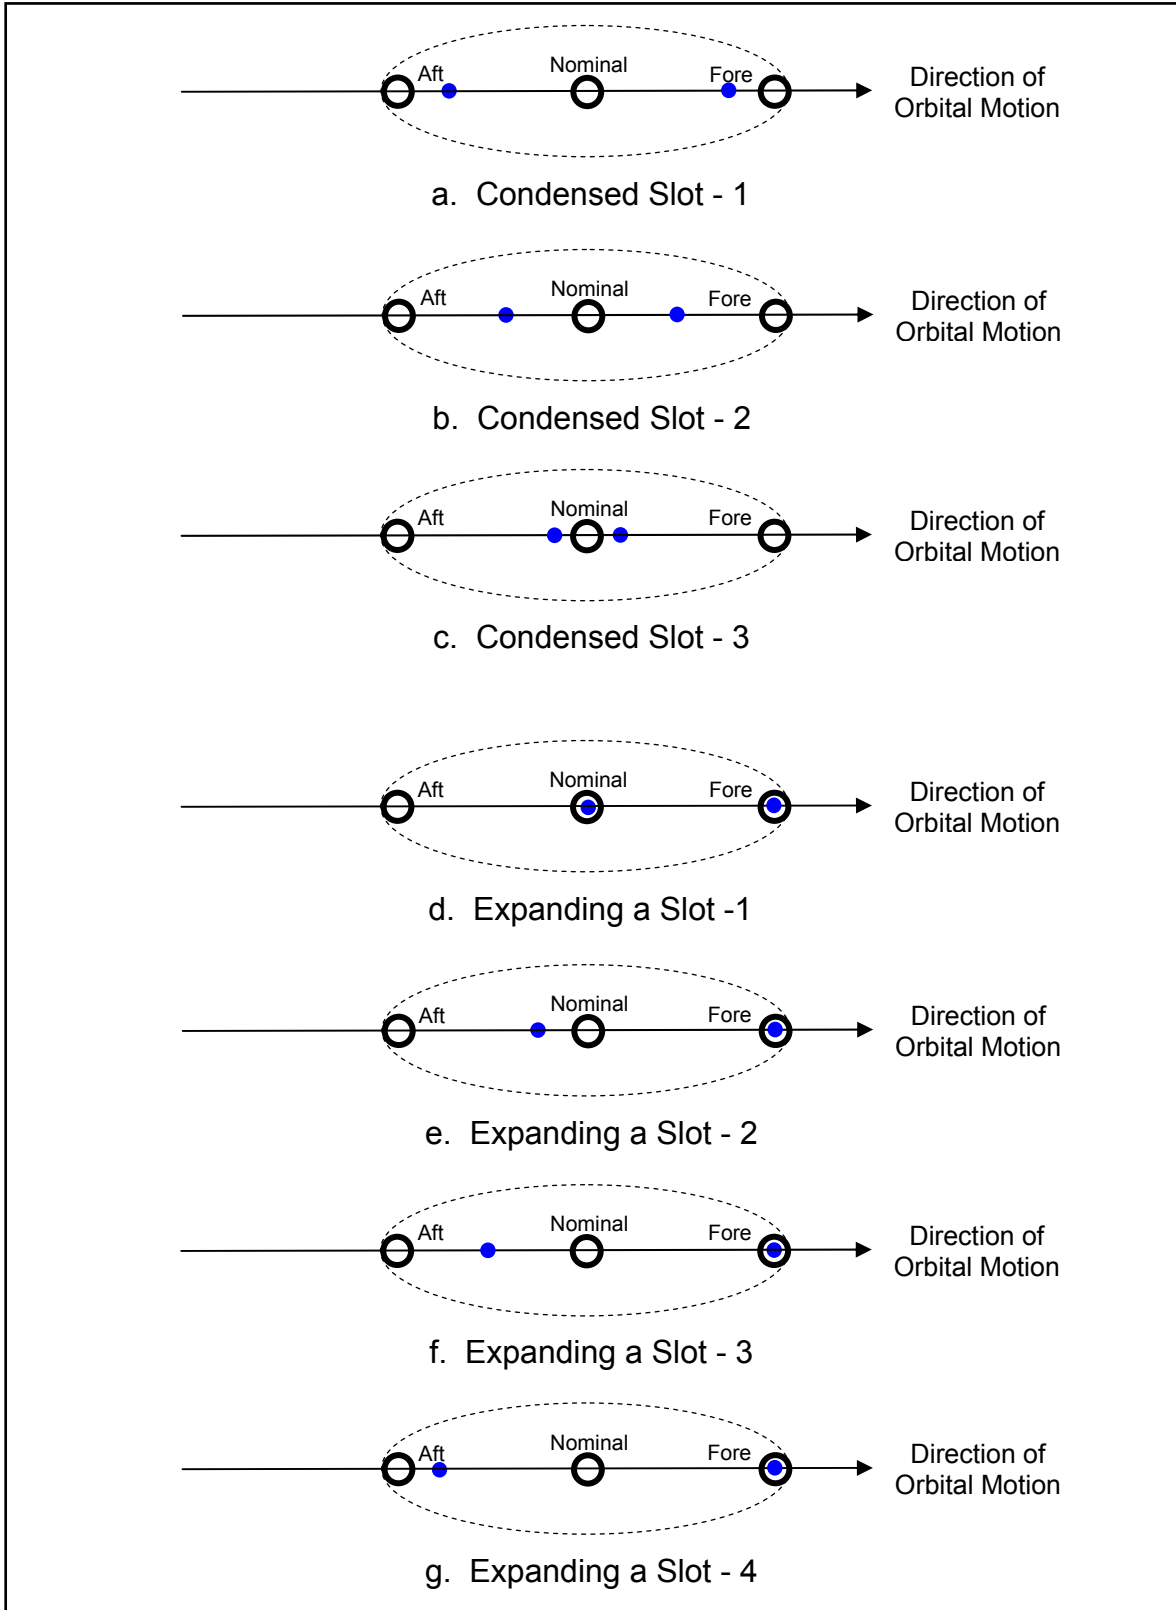 Aft Nominal Fore Direction of
Orbital Motion
a. Condensed Slot - 1
Aft Nominal Fore Direction of
Orbital Motion
b. Condensed Slot - 2
Aft Nominal Fore Direction of
Orbital Motion
c. Condensed Slot - 3
Aft Nominal Fore Direction of
Orbital Motion
d. Expanding a Slot -1
Aft Nominal Fore Direction of
Orbital Motion
e. Expanding a Slot - 2
Aft Nominal Fore Direction of
Orbital Motion
f. Expanding a Slot - 3
Aft Nominal Fore Direction of
Orbital Motion
g. Expanding a Slot - 4